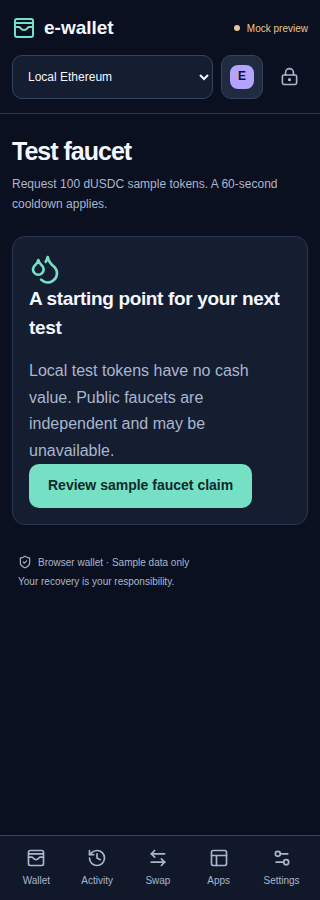 e-wallet
Mock preview
Local Ethereum
E
Test faucet
Request 100 dUSDC sample tokens. A 60-second
cooldown applies.
A starting point for your next
test
Local test tokens have no cash
value. Public faucets are
independent and may be
unavailable.
Review sample faucet claim
Browser wallet · Sample data only
Your recovery is your responsibility.
Wallet
Activity
Swap
Apps
Settings